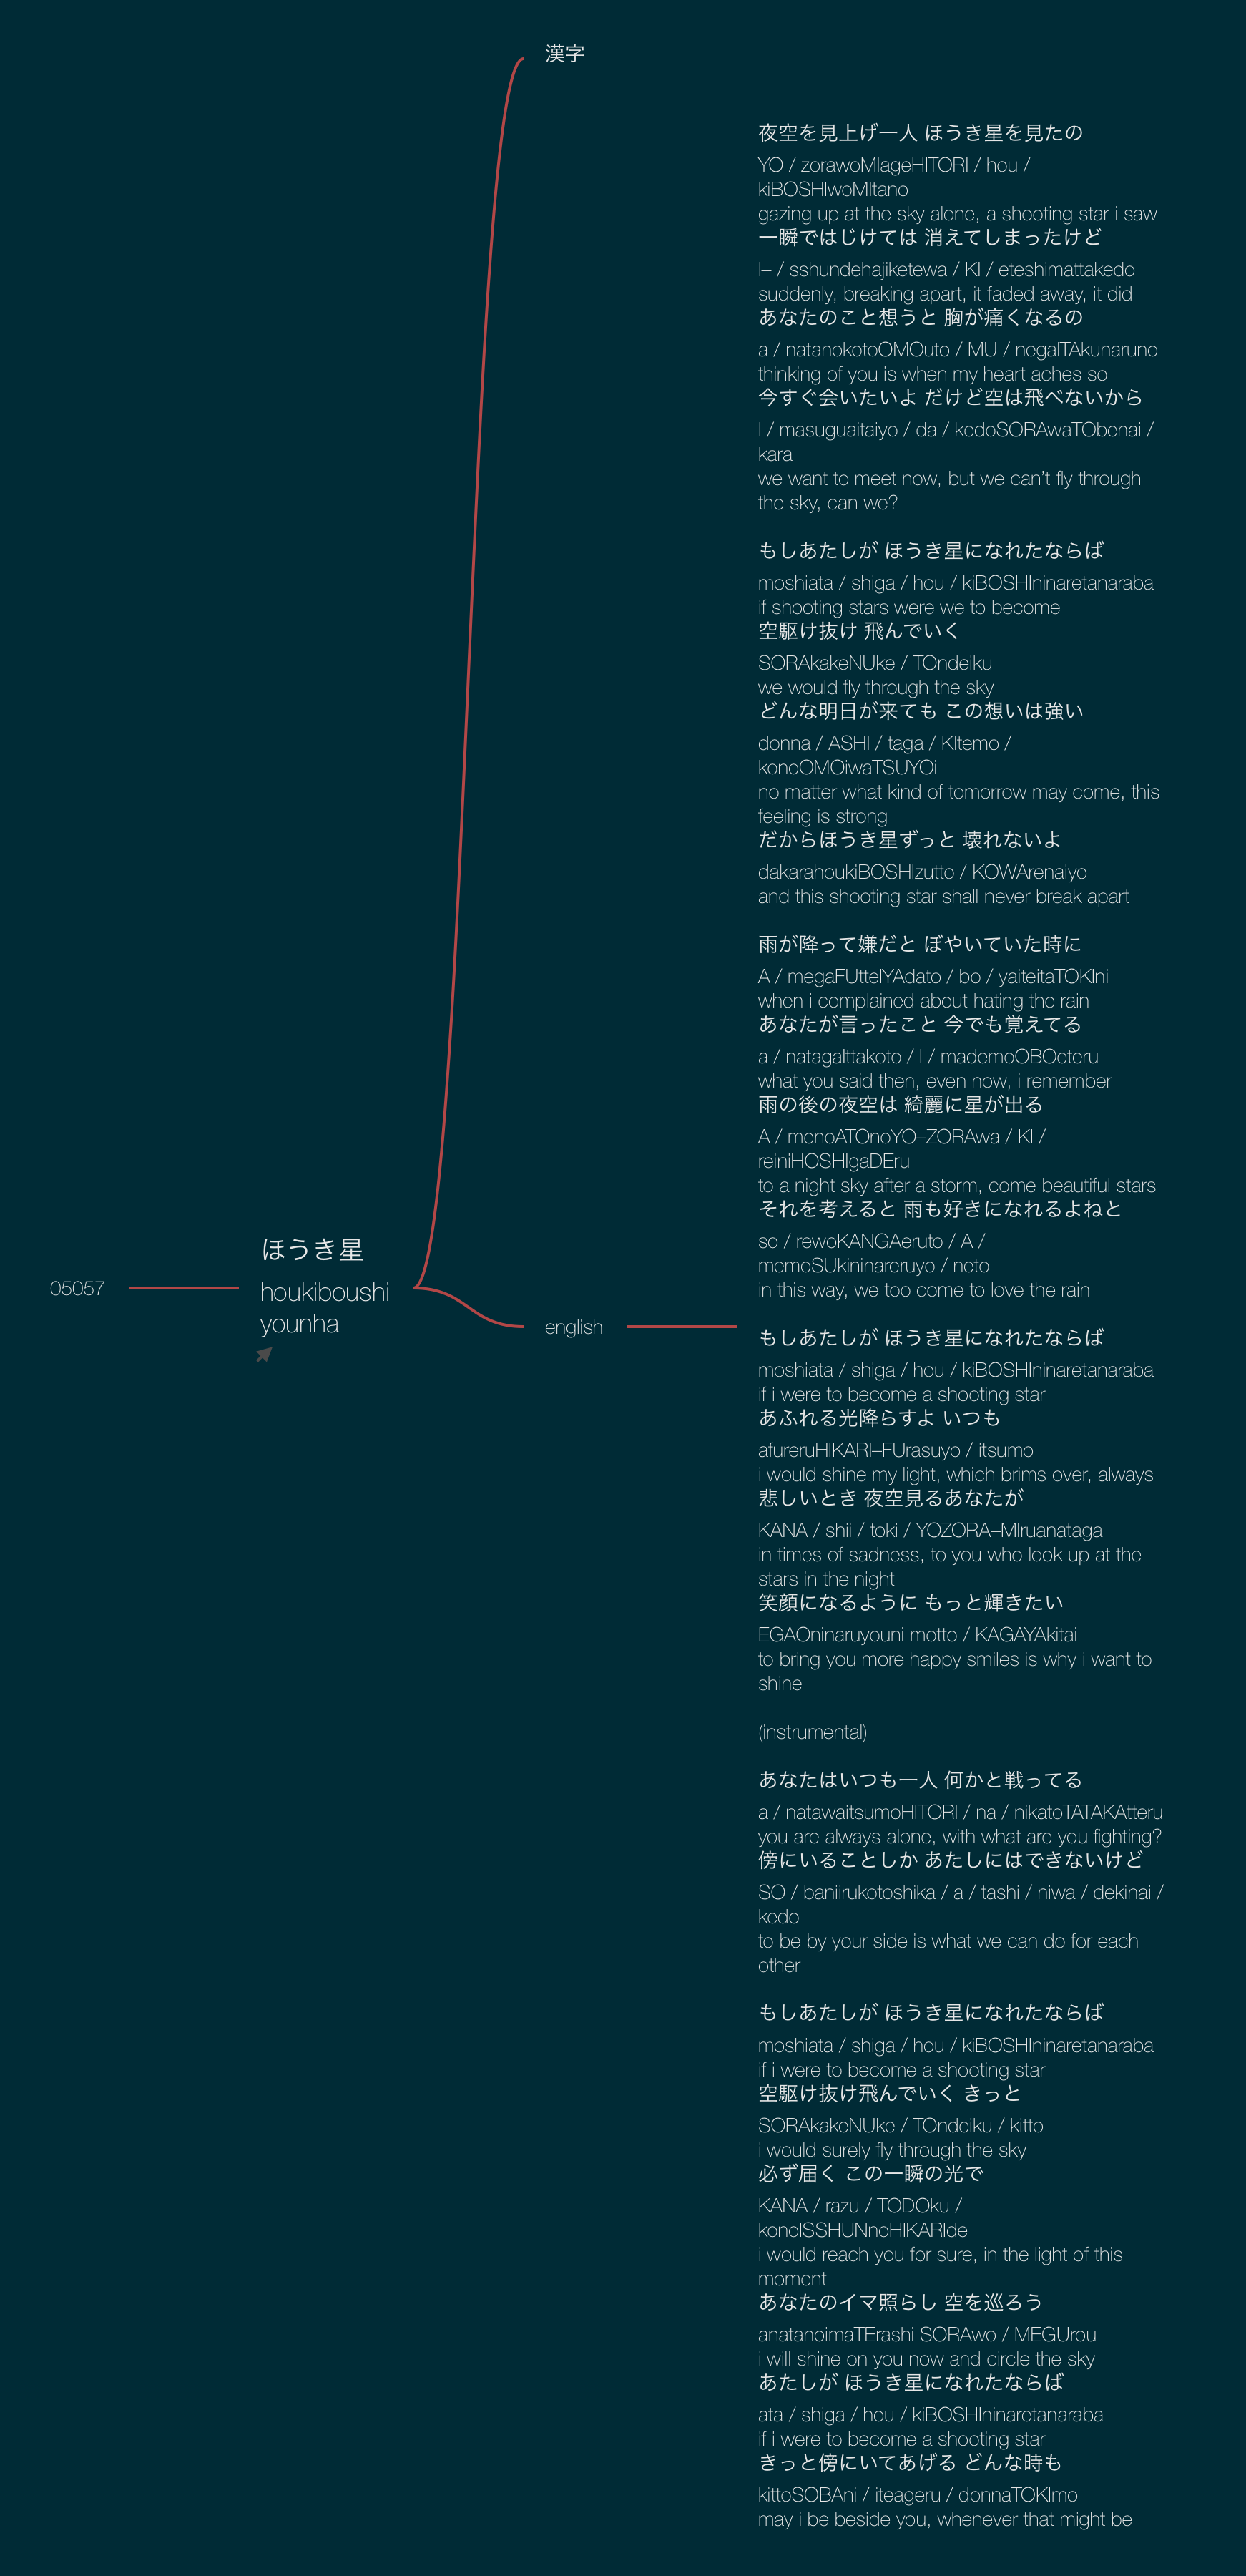 漢字
05057
ほうき星
houkiboushi
younha
english
夜空を見上げ一人 ほうき星を見たの
YO / zorawoMIageHITORI / hou /
kiBOSHIwoMItano
gazing up at the sky alone, a shooting star i saw
一瞬ではじけては 消えてしまったけど
I– / sshundehajiketewa / KI / eteshimattakedo
suddenly, breaking apart, it faded away, it did
あなたのこと想うと 胸が痛くなるの
a / natanokotoOMOuto / MU / negaITAkunaruno
thinking of you is when my heart aches so
今すぐ会いたいよ だけど空は飛べないから
I / masuguaitaiyo / da / kedoSORAwaTObenai /
kara
we want to meet now, but we can’t fly through
the sky, can we?
もしあたしが ほうき星になれたならば
moshiata / shiga / hou / kiBOSHIninaretanaraba
if shooting stars were we to become
空駆け抜け 飛んでいく
SORAkakeNUke / TOndeiku
we would fly through the sky
どんな明日が来ても この想いは強い
donna / ASHI / taga / KItemo /
konoOMOiwaTSUYOi
no matter what kind of tomorrow may come, this
feeling is strong
だからほうき星ずっと 壊れないよ
dakarahoukiBOSHIzutto / KOWArenaiyo
and this shooting star shall never break apart
雨が降って嫌だと ぼやいていた時に
A / megaFUtteIYAdato / bo / yaiteitaTOKIni
when i complained about hating the rain
あなたが言ったこと 今でも覚えてる
a / natagaIttakoto / I / mademoOBOeteru
what you said then, even now, i remember
雨の後の夜空は 綺麗に星が出る
A / menoATOnoYO–ZORAwa / KI /
reiniHOSHIgaDEru
to a night sky after a storm, come beautiful stars
それを考えると 雨も好きになれるよねと
so / rewoKANGAeruto / A /
memoSUkininareruyo / neto
in this way, we too come to love the rain
もしあたしが ほうき星になれたならば
moshiata / shiga / hou / kiBOSHIninaretanaraba
if i were to become a shooting star
あふれる光降らすよ いつも
afureruHIKARI–FUrasuyo / itsumo
i would shine my light, which brims over, always
悲しいとき 夜空見るあなたが
KANA / shii / toki / YOZORA–MIruanataga
in times of sadness, to you who look up at the
stars in the night
笑顔になるように もっと輝きたい
EGAOninaruyouni motto / KAGAYAkitai
to bring you more happy smiles is why i want to
shine
(instrumental)
あなたはいつも一人 何かと戦ってる
a / natawaitsumoHITORI / na / nikatoTATAKAtteru
you are always alone, with what are you fighting?
傍にいることしか あたしにはできないけど
SO / baniirukotoshika / a / tashi / niwa / dekinai /
kedo
to be by your side is what we can do for each
other
もしあたしが ほうき星になれたならば
moshiata / shiga / hou / kiBOSHIninaretanaraba
if i were to become a shooting star
空駆け抜け飛んでいく きっと
SORAkakeNUke / TOndeiku / kitto
i would surely fly through the sky
必ず届く この一瞬の光で
KANA / razu / TODOku /
konoISSHUNnoHIKARIde
i would reach you for sure, in the light of this
moment
あなたのイマ照らし 空を巡ろう
anatanoimaTErashi SORAwo / MEGUrou
i will shine on you now and circle the sky
あたしが ほうき星になれたならば
ata / shiga / hou / kiBOSHIninaretanaraba
if i were to become a shooting star
きっと傍にいてあげる どんな時も
kittoSOBAni / iteageru / donnaTOKImo
may i be beside you, whenever that might be